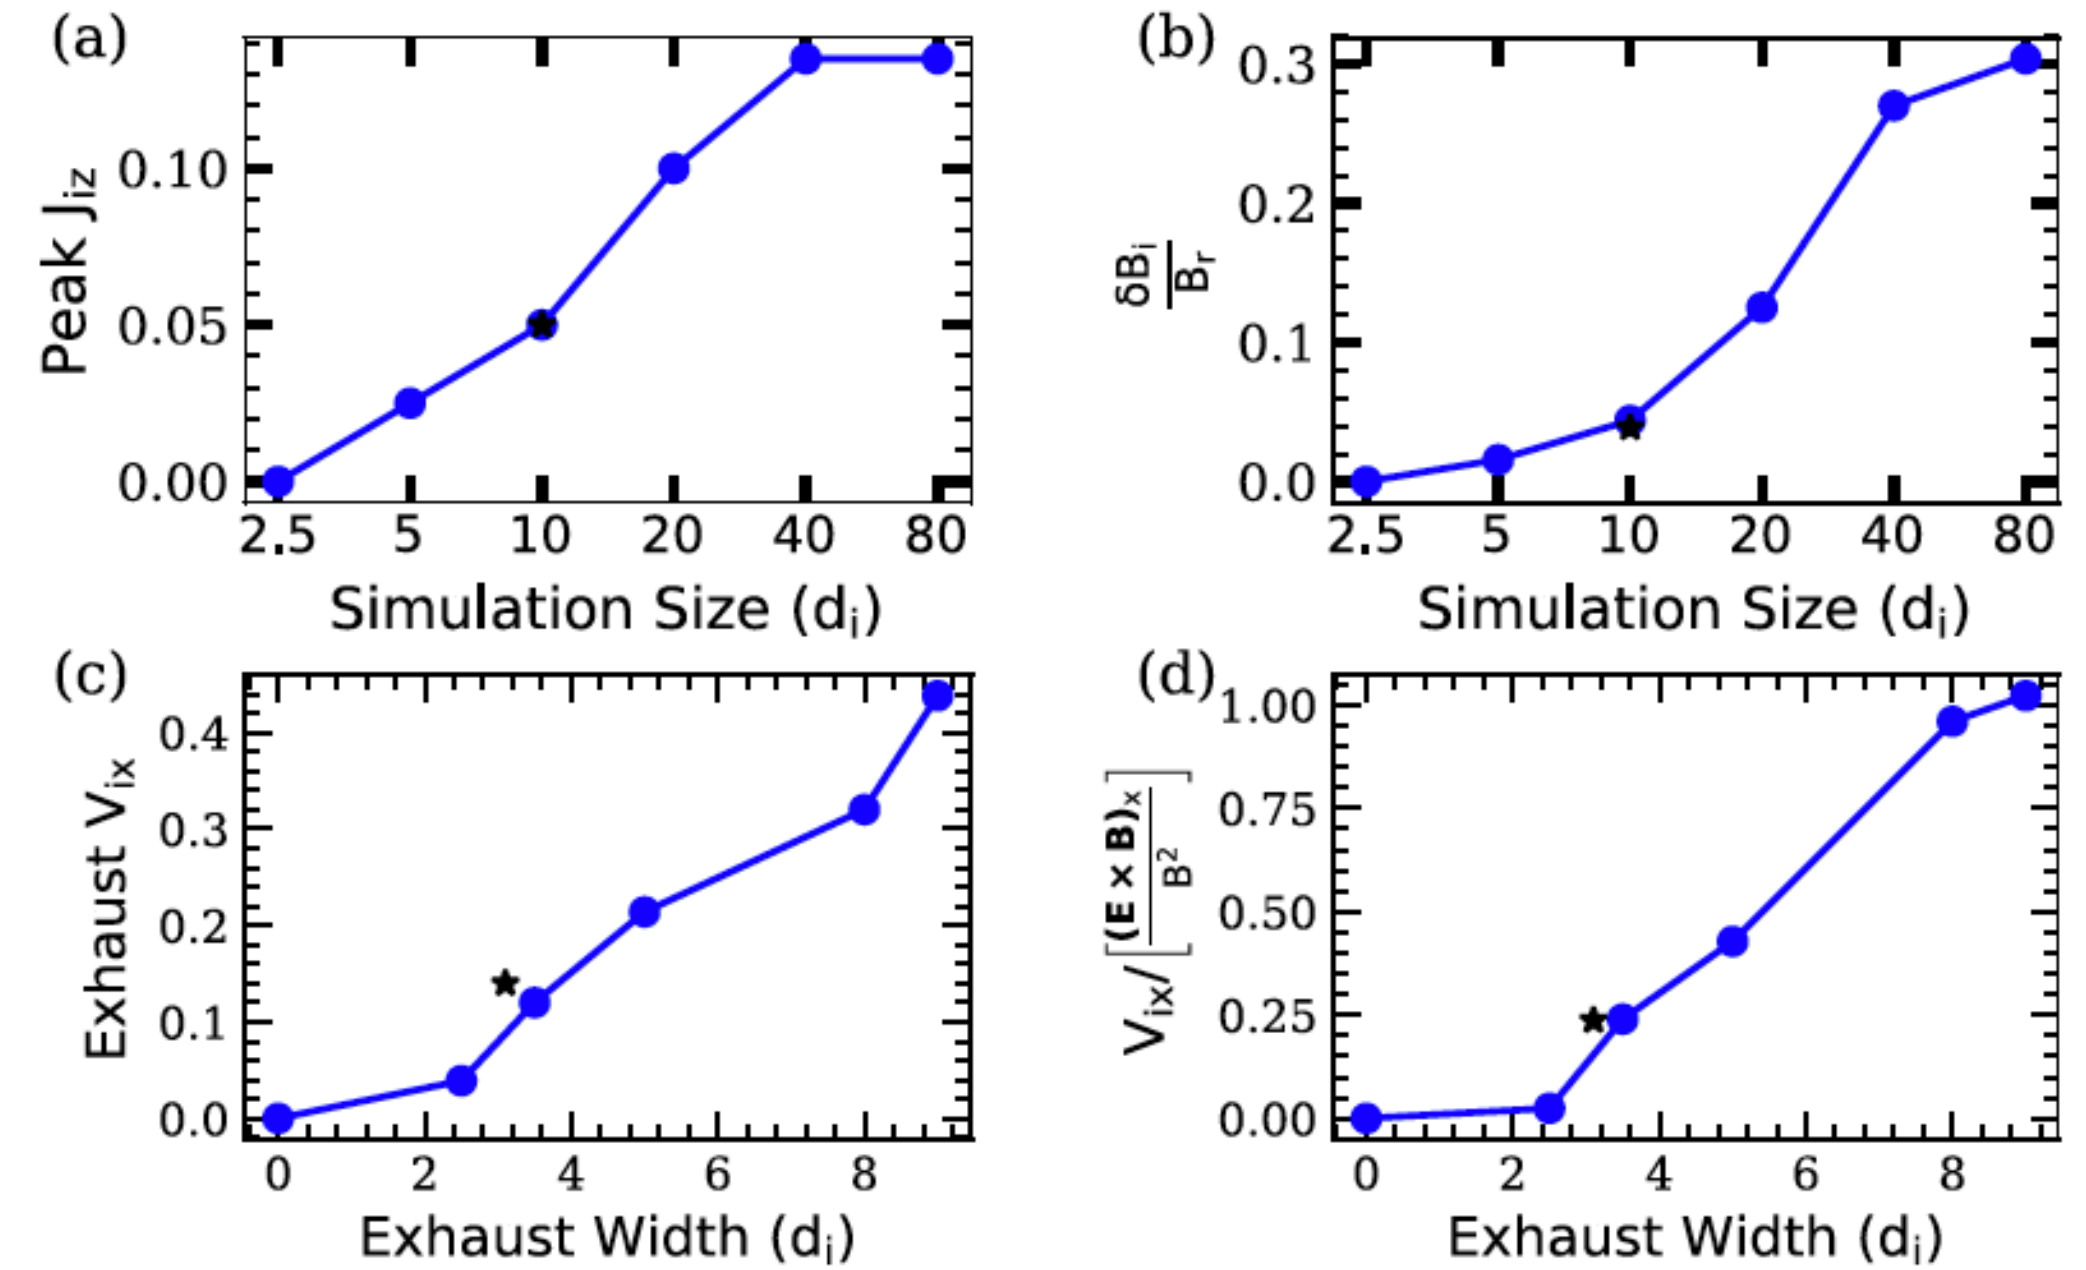 (a)
Peak J_iz
0.10
0.05
0.00
2.5 5 10 20 40 80
Simulation Size (d_i)
(b)
δB_i
B_r
0.3
0.2
0.1
0.0
2.5 5 10 20 40 80
Simulation Size (d_i)
(c)
Exhaust V_ix
0.4
0.3
0.2
0.1
0.0
0 2 4 6 8
Exhaust Width (d_i)
(d)
V_ix/[(E × B)_x / B²]
1.00
0.75
0.50
0.25
0.00
0 2 4 6 8
Exhaust Width (d_i)